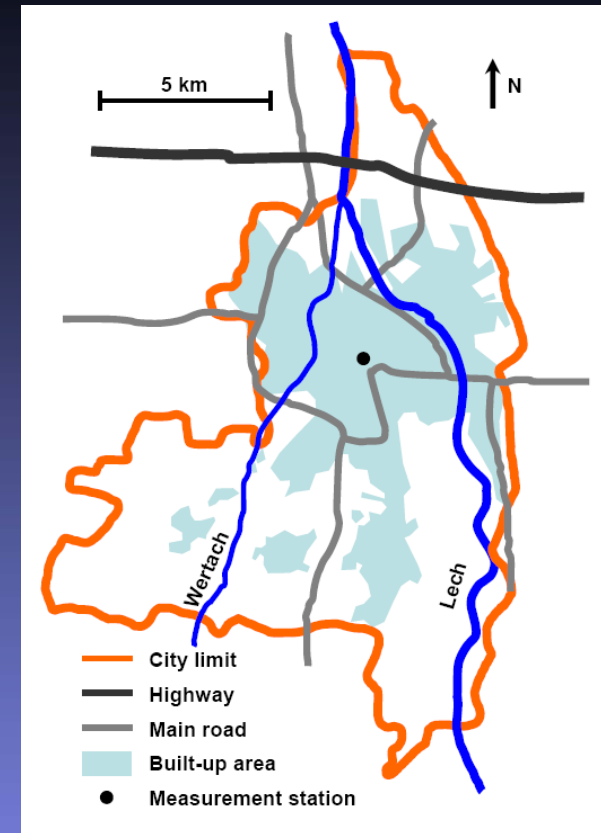 5 km
N
Wertach
Lech
City limit
Highway
Main road
Built-up area
Measurement station